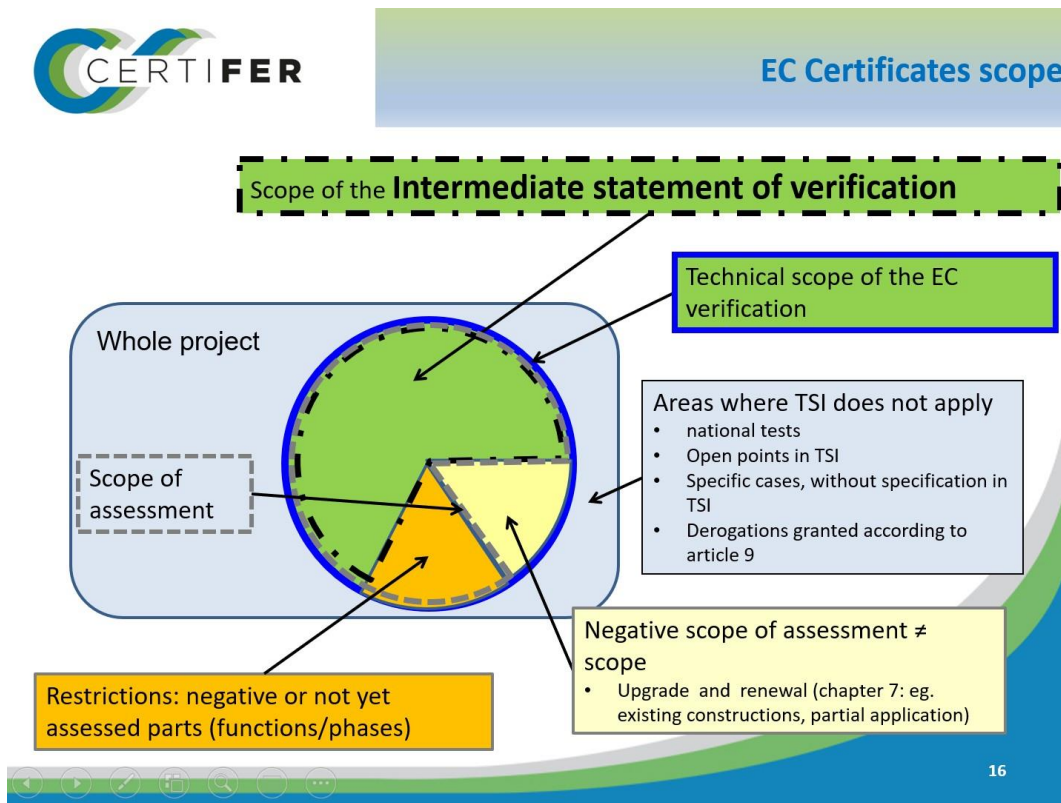 CERTIFER
EC Certificates scope
Scope of the Intermediate statement of verification
Technical scope of the EC
verification
Whole project
Areas where TSI does not apply
• national tests
• Open points in TSI
• Specific cases, without specification in
TSI
• Derogations granted according to
article 9
Scope of
assessment
Negative scope of assessment ≠
scope
• Upgrade and renewal (chapter 7: eg.
existing constructions, partial application)
Restrictions: negative or not yet
assessed parts (functions/phases)
16